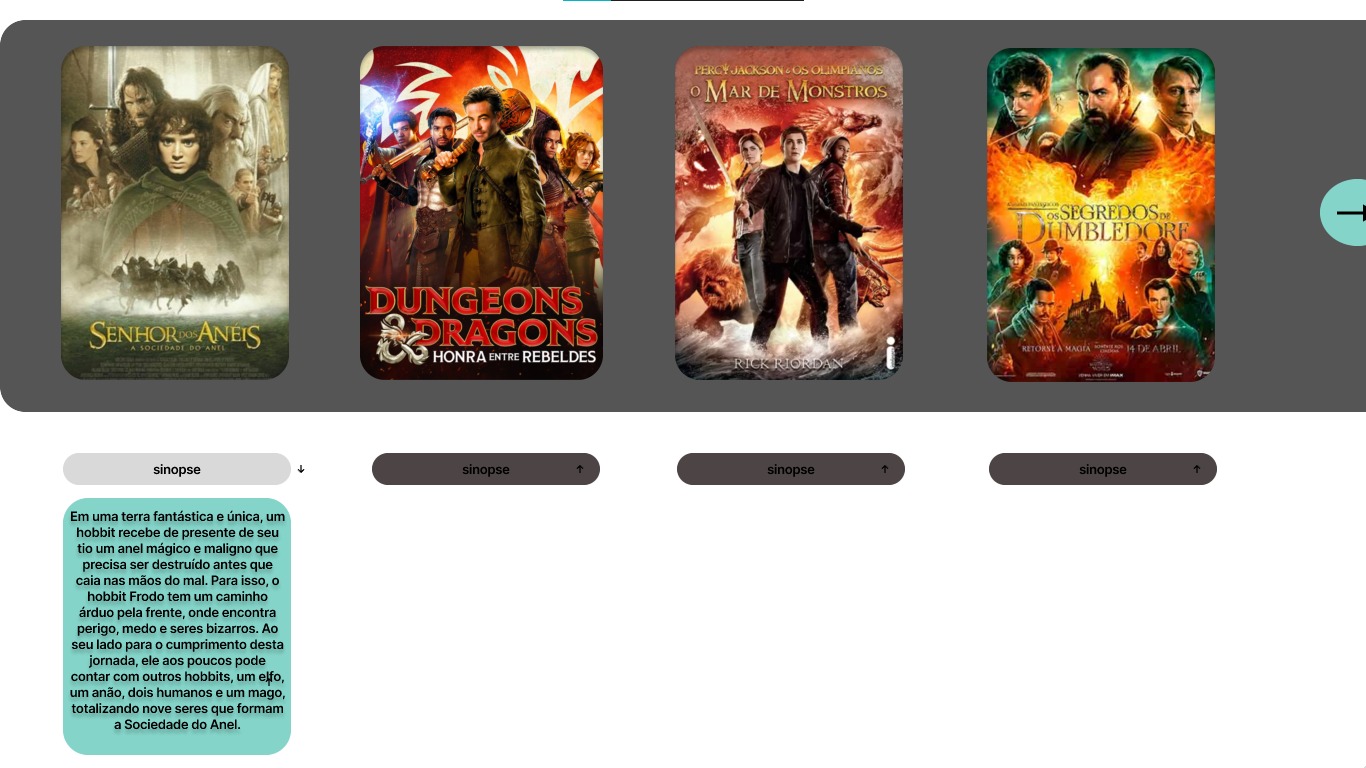 SENHOR DOS ANÉIS
A SOCIEDADE DO ANEL
DUNGEONS
& DRAGONS
HONRA ENTRE REBELDES
PERCY JACKSON E OS OLIMPIANOS
O MAR DE MONSTROS
RICK RIORDAN
OS SEGREDOS DE
DUMBLEDORE
RETORNE À MAGIA
14 DE ABRIL
sinopse ↓
sinopse ↑
sinopse ↑
sinopse ↑
Em uma terra fantástica e única, um
hobbit recebe de presente de seu
tio um anel mágico e maligno que
precisa ser destruído antes que
caia nas mãos do mal. Para isso, o
hobbit Frodo tem um caminho
árduo pela frente, onde encontra
perigo, medo e seres bizarros. Ao
seu lado para o cumprimento desta
jornada, ele aos poucos pode
contar com outros hobbits, um elfo,
um anão, dois humanos e um mago,
totalizando nove seres que formam
a Sociedade do Anel.